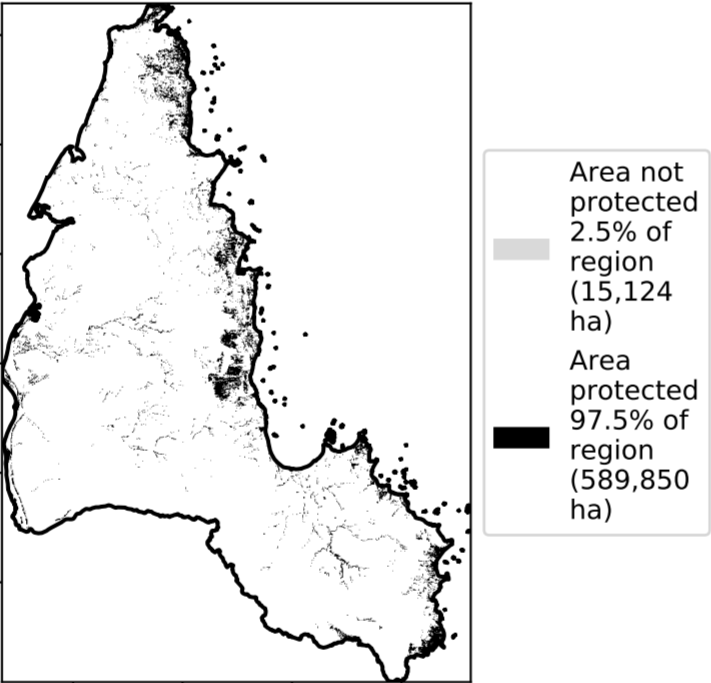 Area not
protected
2.5% of
region
(15,124
ha)
Area
protected
97.5% of
region
(589,850
ha)